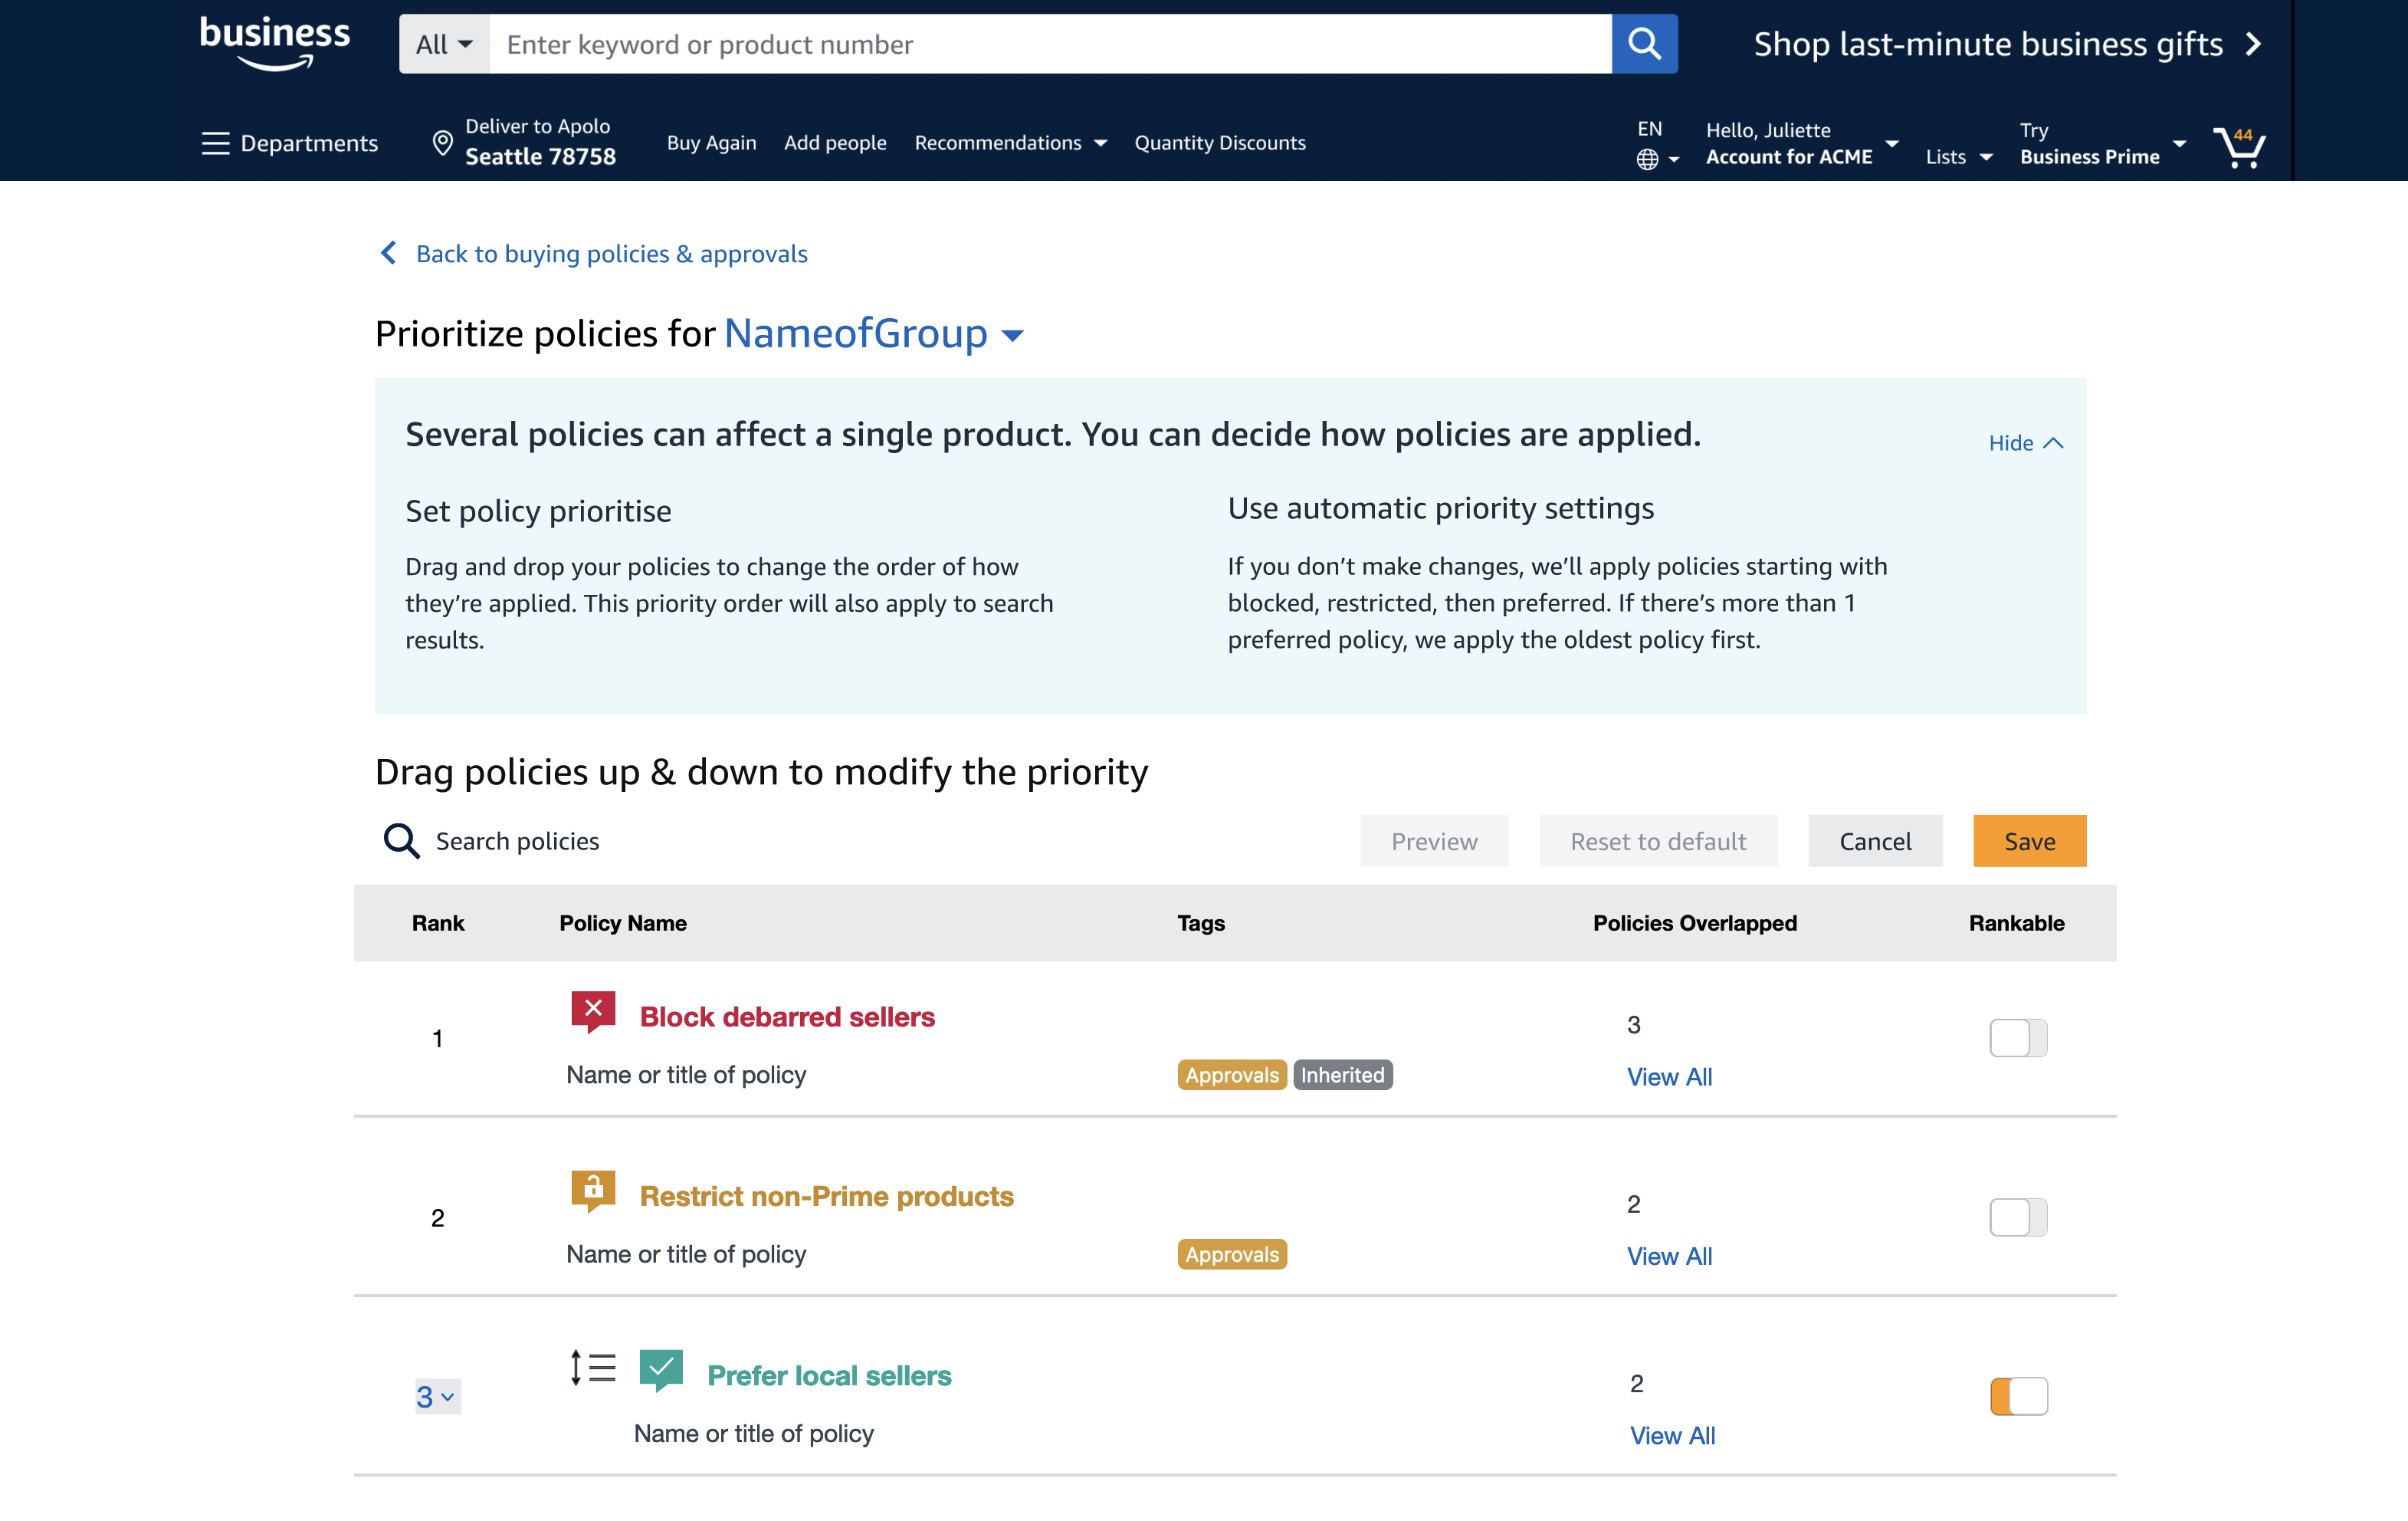 business
All
Enter keyword or product number
Shop last-minute business gifts
Departments
Deliver to Apolo
Seattle 78758
Buy Again
Add people
Recommendations
Quantity Discounts
EN
Hello, Juliette
Account for ACME
Lists
Try
Business Prime
44
Back to buying policies & approvals
Prioritize policies for NameofGroup
Several policies can affect a single product. You can decide how policies are applied.
Hide
Set policy prioritise
Drag and drop your policies to change the order of how
they’re applied. This priority order will also apply to search
results.
Use automatic priority settings
If you don’t make changes, we’ll apply policies starting with
blocked, restricted, then preferred. If there’s more than 1
preferred policy, we apply the oldest policy first.
Drag policies up & down to modify the priority
Search policies
Preview
Reset to default
Cancel
Save
Rank Policy Name Tags Policies Overlapped Rankable
1
Block debarred sellers
Name or title of policy
Approvals Inherited
3
View All
2
Restrict non-Prime products
Name or title of policy
Approvals
2
View All
3
Prefer local sellers
Name or title of policy
2
View All